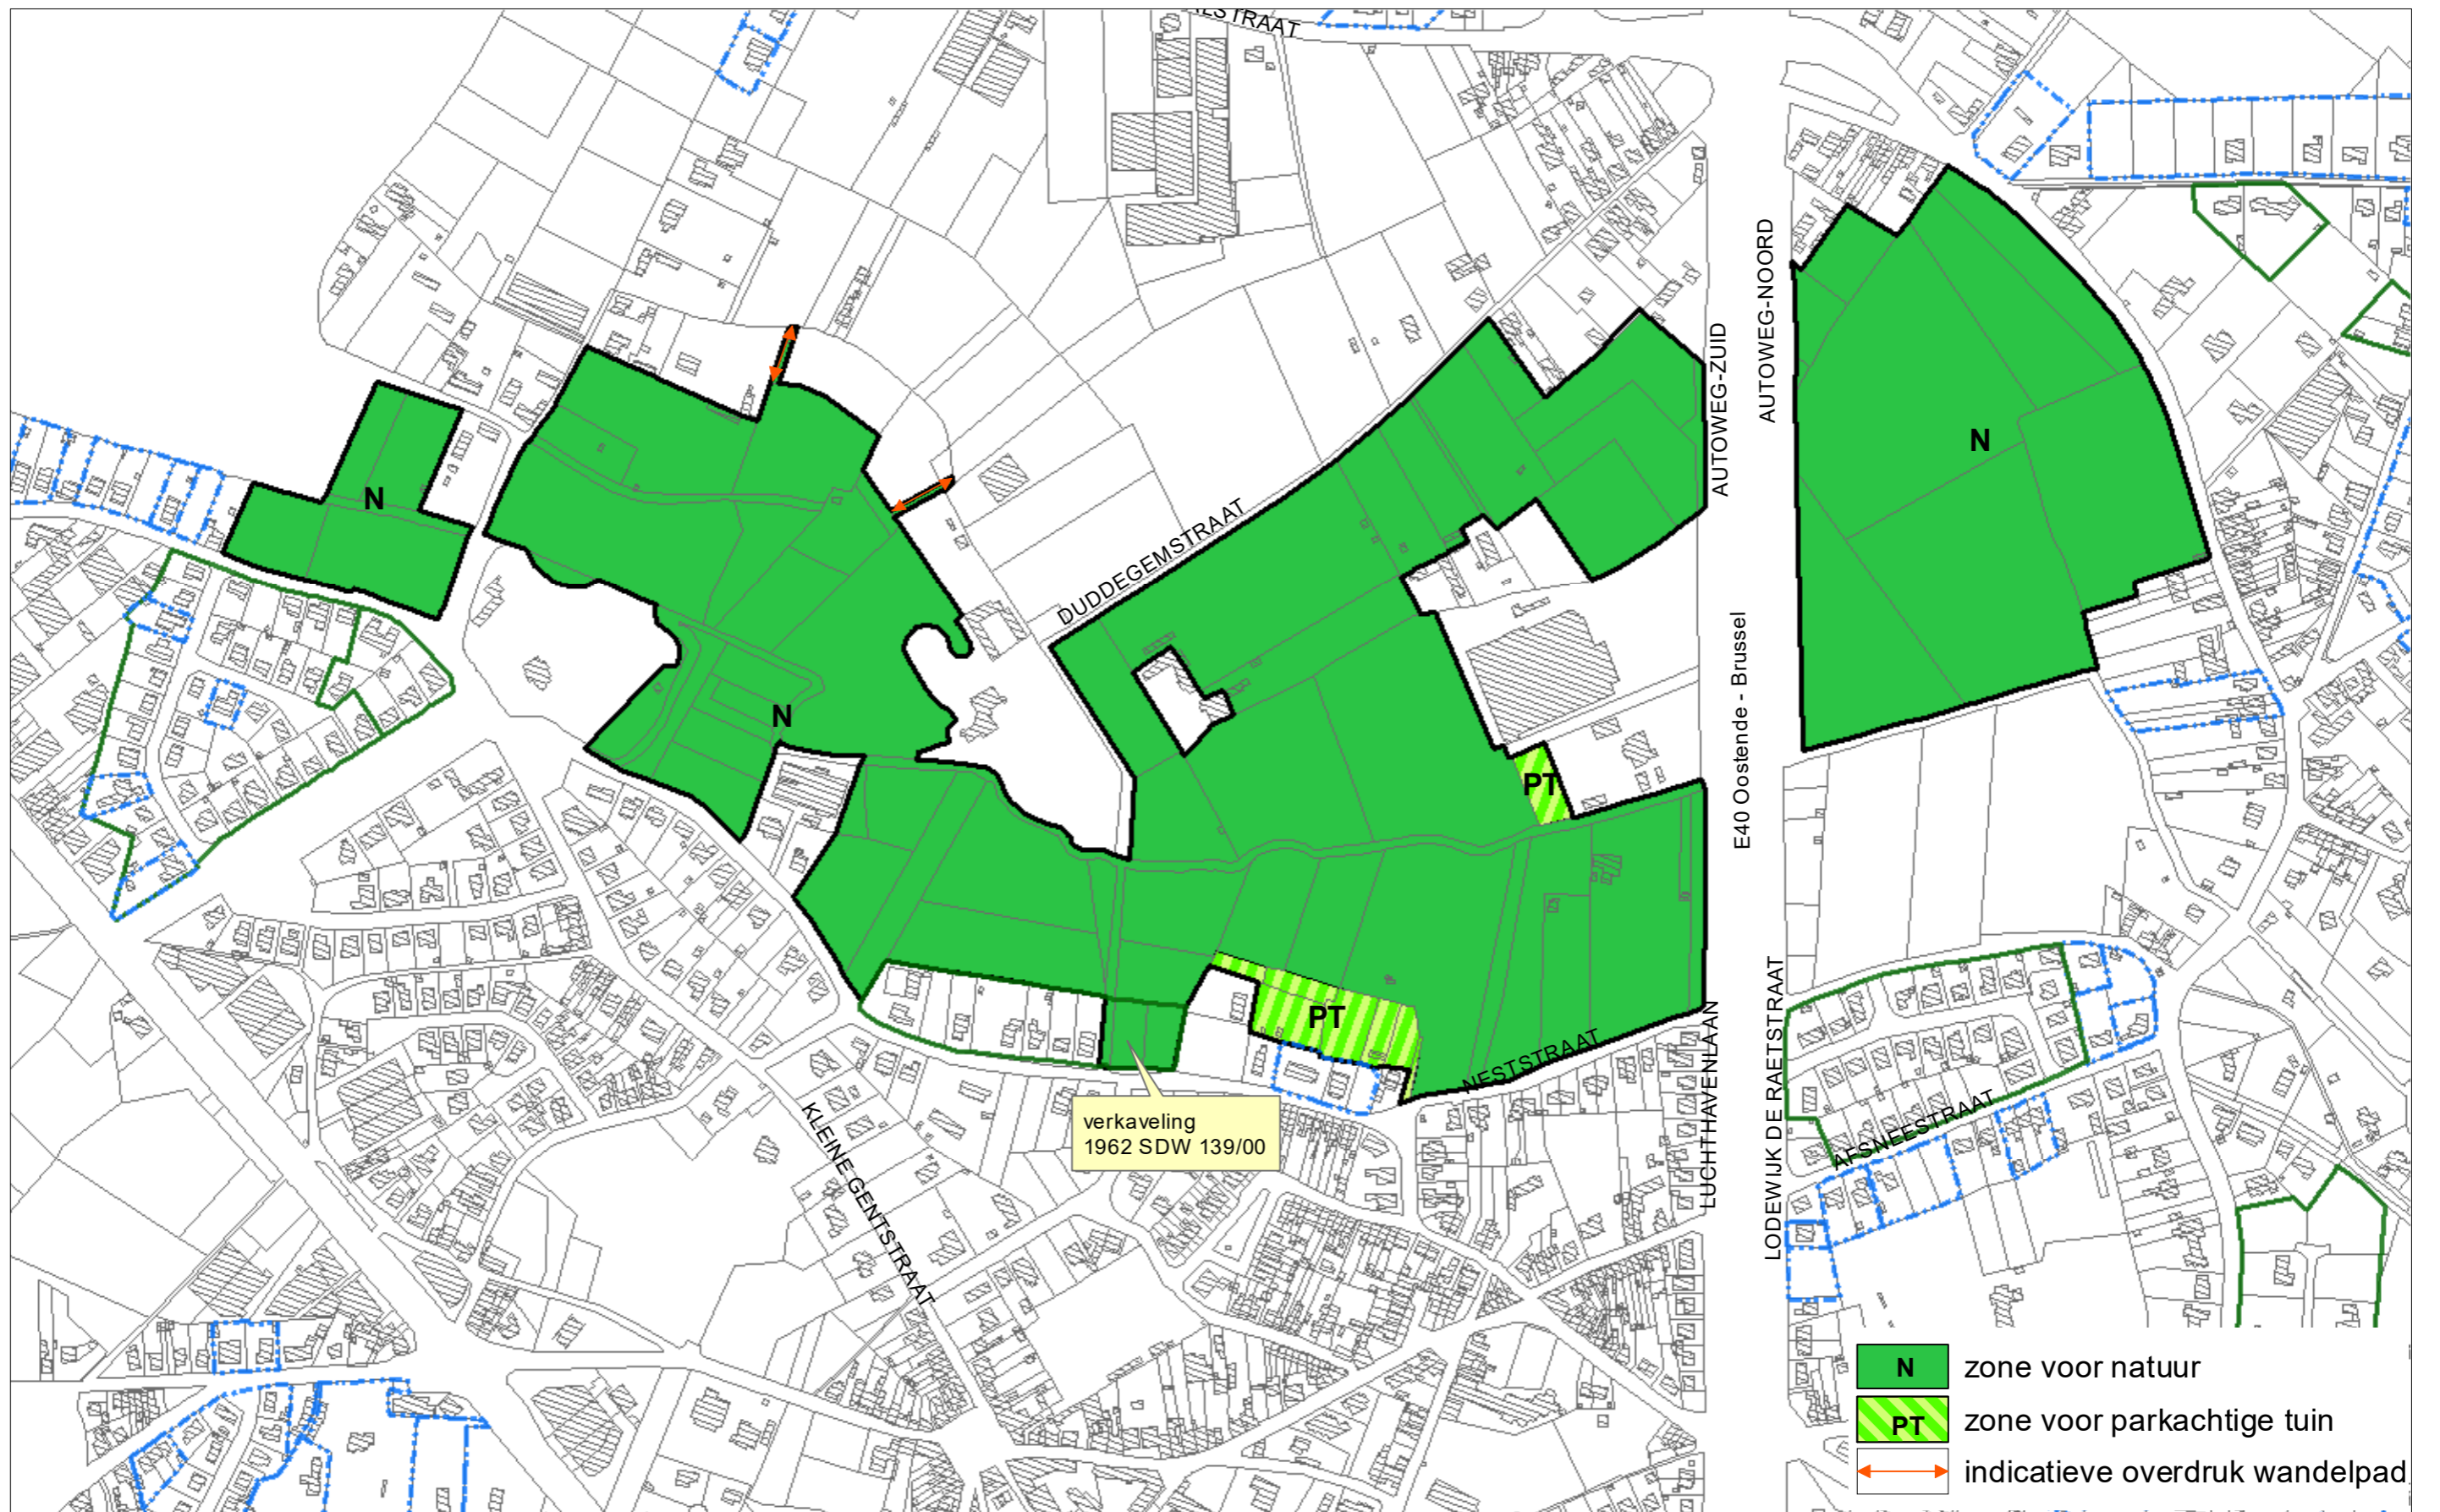 AUTOWEG-NOORD
AUTOWEG-ZUID
N
N
DUDDEGEMSTRAAT
N
E40 Oostende - Brussel
PT
PT
NESTSTRAAT
LUCHTHAVENLAAN
LODEWIJK DE RAETSTRAAT
AFSNEESTRAAT
KLEINE GENTSTRAAT
verkaveling
1962 SDW 139/00
N zone voor natuur
PT zone voor parkachtige tuin
indicatieve overdruk wandelpad